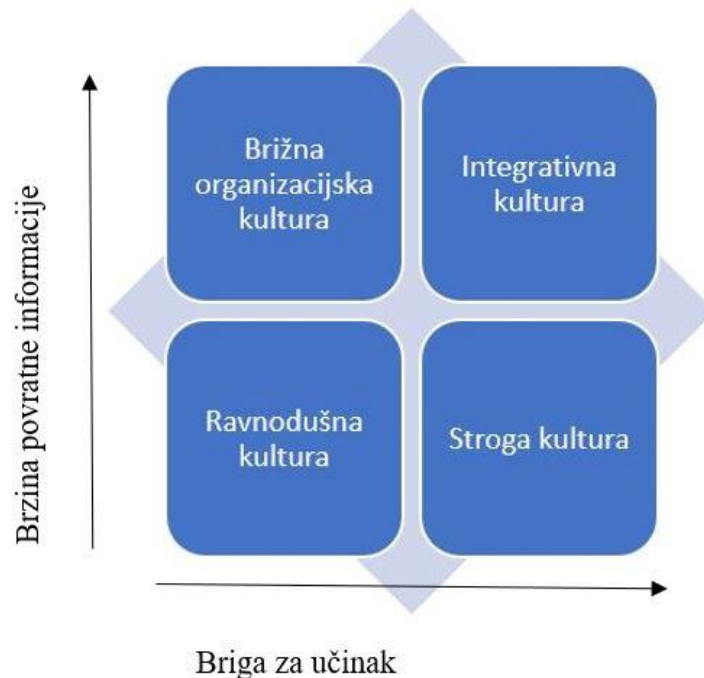 Brzina povratne informacije
Brižna
organizacijska
kultura
Integrativna
kultura
Ravnodušna
kultura
Stroga kultura
Briga za učinak